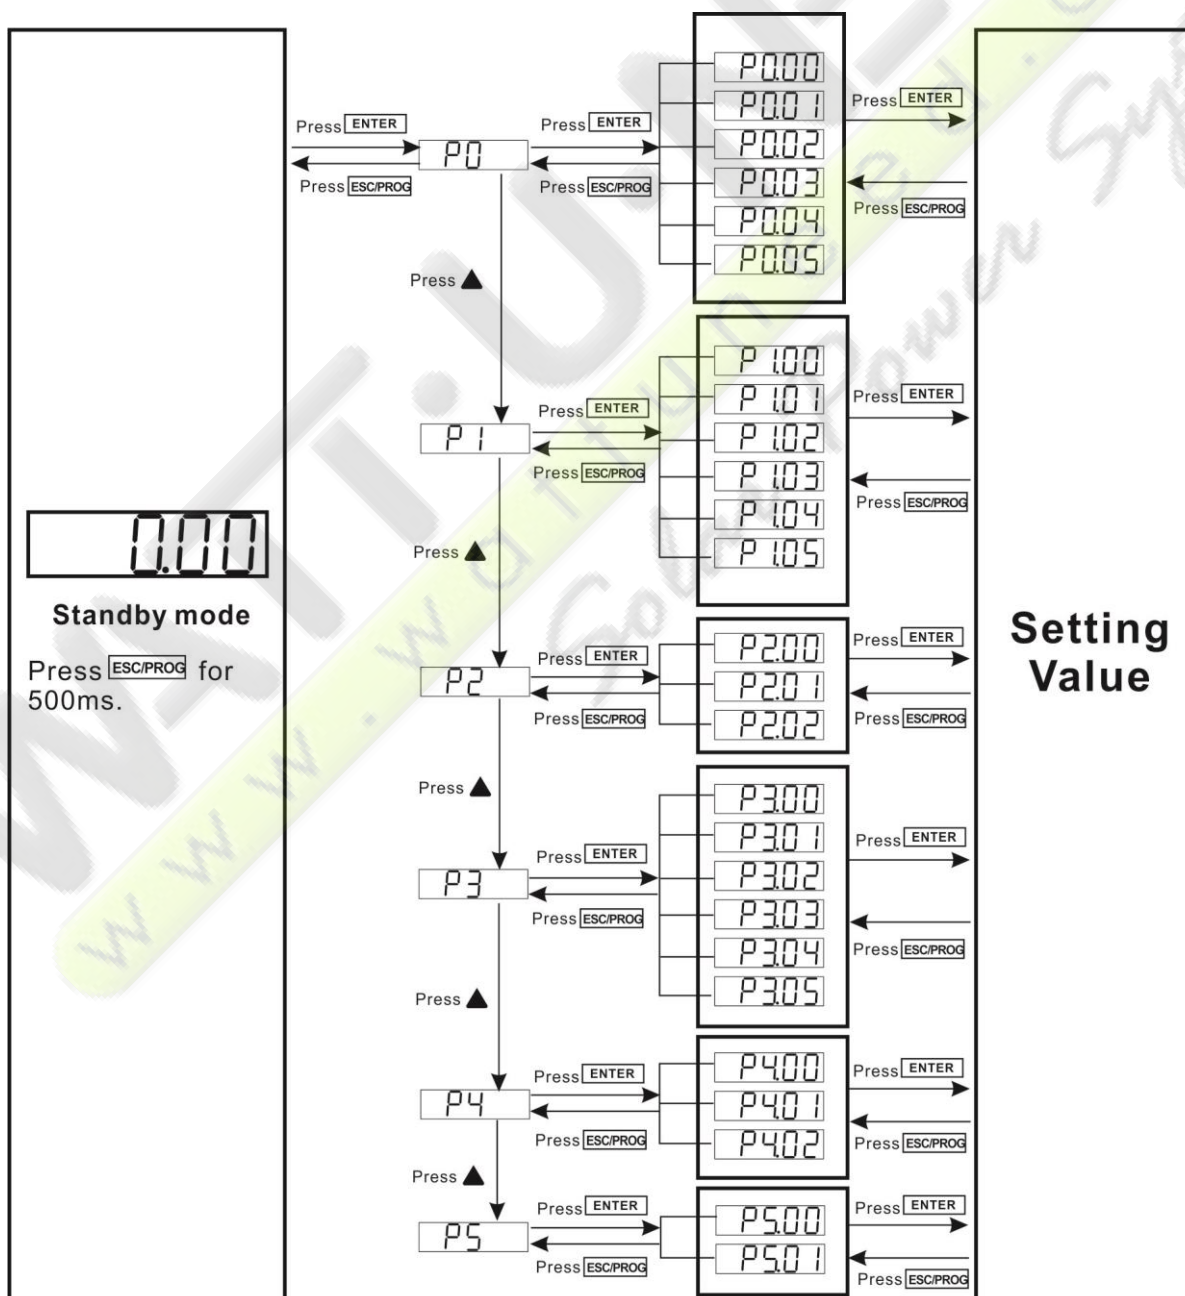 P0.00
P0.01
P0.02
P0.03
P0.04
P0.05
Press ENTER
Press ENTER
Press ENTER
P0
Press ESC/PROG
Press ESC/PROG
Press ESC/PROG
Press ▲
P1.00
P1.01
P1.02
P1.03
P1.04
P1.05
Press ENTER
Press ENTER
P1
Press ESC/PROG
Press ESC/PROG
Press ▲
0.00
Standby mode
Press ESC/PROG for
500ms.
Setting
Value
P2.00
P2.01
P2.02
Press ENTER
Press ENTER
P2
Press ESC/PROG
Press ESC/PROG
Press ▲
P3.00
P3.01
P3.02
P3.03
P3.04
P3.05
Press ENTER
Press ENTER
P3
Press ESC/PROG
Press ESC/PROG
Press ▲
P4.00
P4.01
P4.02
Press ENTER
Press ENTER
P4
Press ESC/PROG
Press ESC/PROG
Press ▲
P5.00
P5.01
Press ENTER
Press ENTER
P5
Press ESC/PROG
Press ESC/PROG
WATT·UN
www.wattuneed.
Solar Power